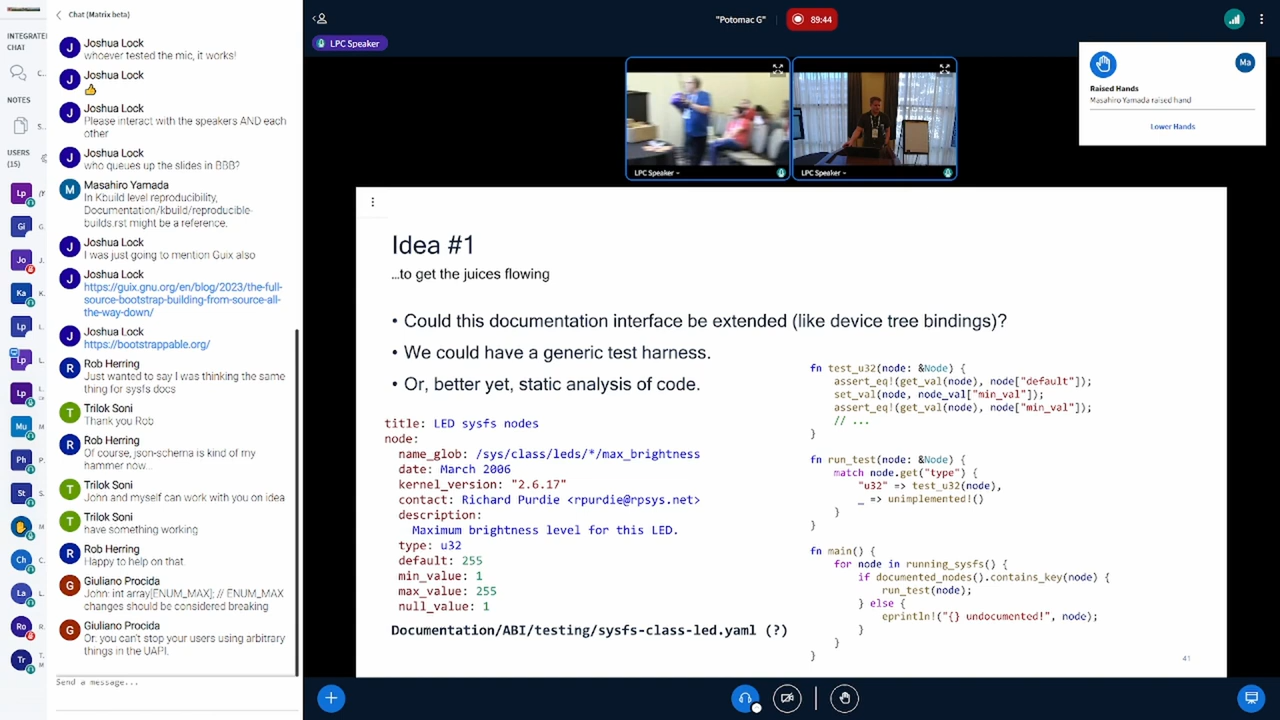 INTEGRATE
CHAT
C..
NOTES
S..
USERS
(15)
Chat [Matrix beta]
Joshua Lock
whoever tested the mic, it works!
Joshua Lock
👍
Joshua Lock
Please interact with the speakers AND each
other
Joshua Lock
who queues up the slides in BBB?
Masahiro Yamada
In Kbuild level reproducibility,
Documentation/kbuild/reproducible-
builds.rst might be a reference.
Joshua Lock
I was just going to mention Guix also
Joshua Lock
https://guix.gnu.org/en/blog/2023/the-full-
source-bootstrap-building-from-source-all-
the-way-down/
Joshua Lock
https://bootstrappable.org/
Rob Herring
Just wanted to say I was thinking the same
thing for sysfs docs
Trilok Soni
Thank you Rob
Rob Herring
Of course, json-schema is kind of my
hammer now...
Trilok Soni
John and myself can work with you on idea
Trilok Soni
have something working
Rob Herring
Happy to help on that.
Giuliano Procida
John: int array[ENUM_MAX]; // ENUM_MAX
changes should be considered breaking
Giuliano Procida
Or: you can't stop your users using arbitrary
things in the UAPI.
Send a message...
"Potomac G"
89:44
LPC Speaker
LPC Speaker
LPC Speaker
Ma
Raised Hands
Masahiro Yamada raised hand
Lower Hands
Idea #1
...to get the juices flowing
• Could this documentation interface be extended (like device tree bindings)?
• We could have a generic test harness.
• Or, better yet, static analysis of code.
title: LED sysfs nodes
node:
name_glob: /sys/class/leds/*/max_brightness
date: March 2006
kernel_version: "2.6.17"
contact: Richard Purdie <rpurdie@rpsys.net>
description:
Maximum brightness level for this LED.
type: u32
default: 255
min_value: 1
max_value: 255
null_value: 1
Documentation/ABI/testing/sysfs-class-led.yaml (?)
fn test_u32(node: &Node) {
assert_eq!(get_val(node), node["default"]);
set_val(node, node_val["min_val"]);
assert_eq!(get_val(node), node["min_val"]);
// ...
}
fn run_test(node: &Node) {
match node.get("type") {
"u32" => test_u32(node),
_ => unimplemented!()
}
}
fn main() {
for node in running_sysfs() {
if documented_nodes().contains_key(node) {
run_test(node);
} else {
eprintln!("{} undocumented!", node);
}
}
}
41